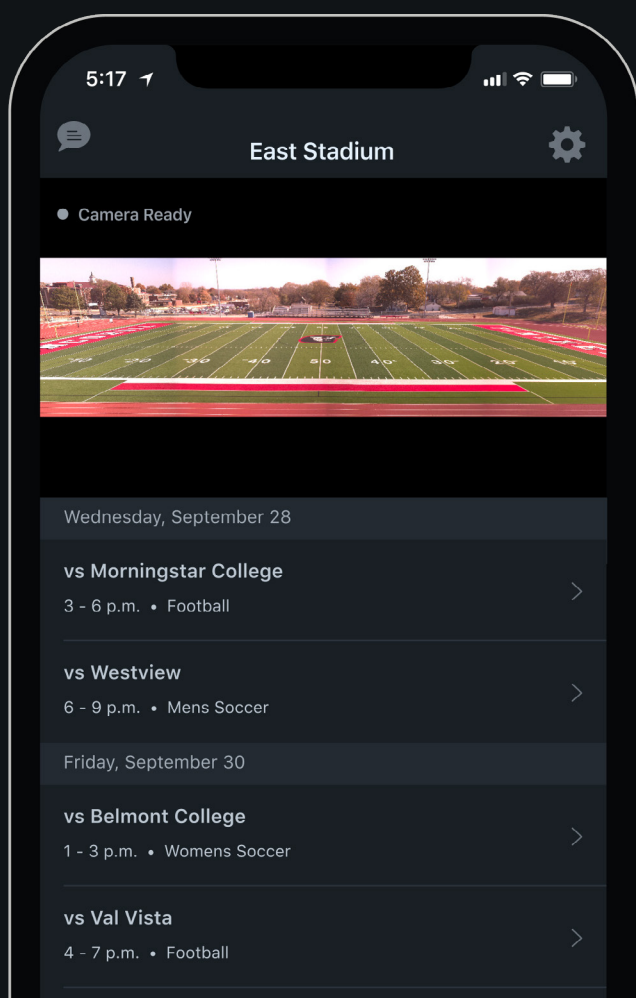 5:17
East Stadium
Camera Ready
Wednesday, September 28
vs Morningstar College
3 - 6 p.m. • Football
vs Westview
6 - 9 p.m. • Mens Soccer
Friday, September 30
vs Belmont College
1 - 3 p.m. • Womens Soccer
vs Val Vista
4 - 7 p.m. • Football